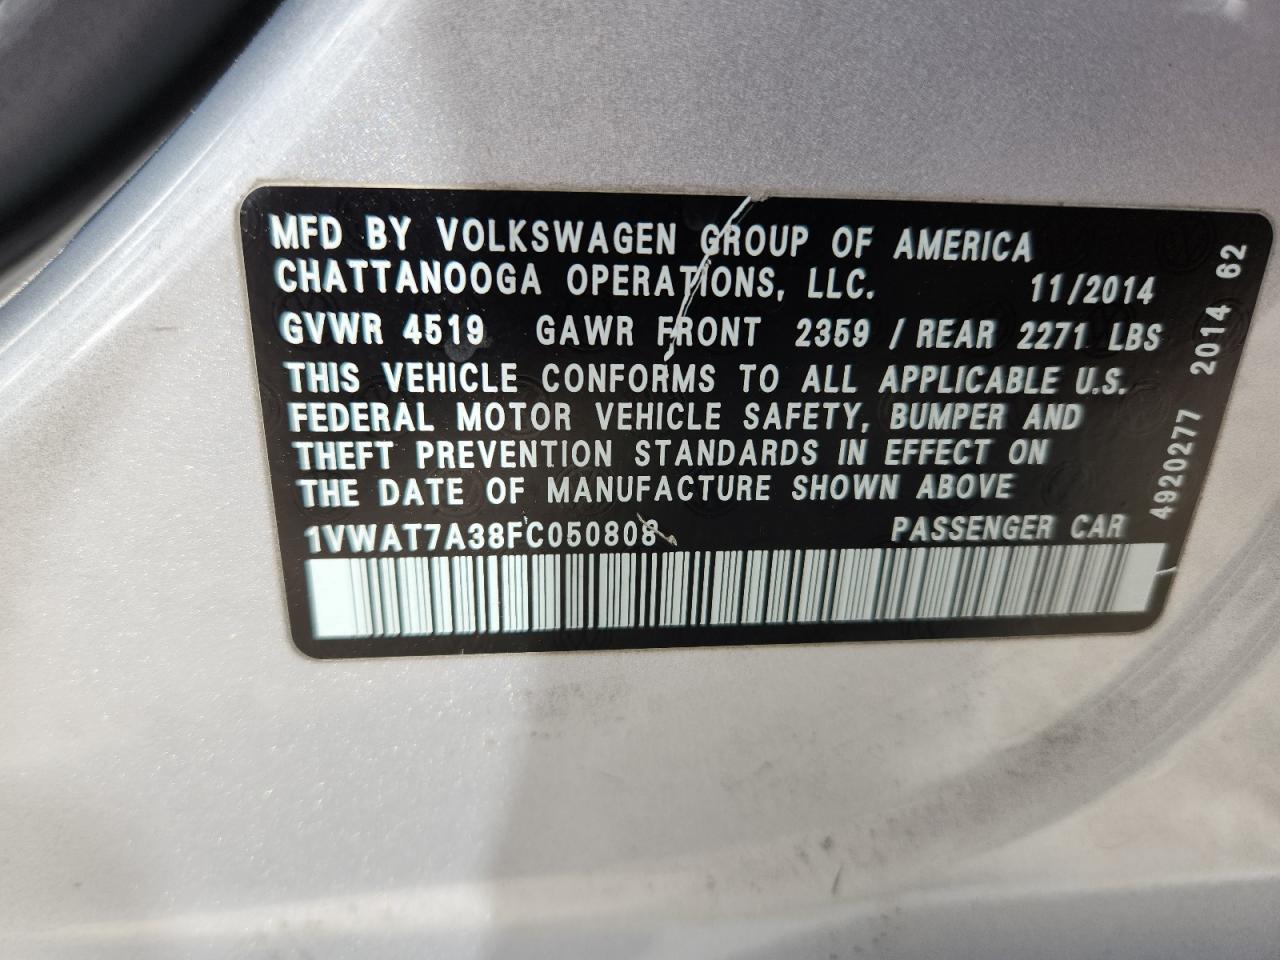 MFD BY VOLKSWAGEN GROUP OF AMERICA
CHATTANOOGA OPERATIONS, LLC. 11/2014
GVWR 4519 GAWR FRONT 2359 / REAR 2271 LBS
THIS VEHICLE CONFORMS TO ALL APPLICABLE U.S.
FEDERAL MOTOR VEHICLE SAFETY, BUMPER AND
THEFT PREVENTION STANDARDS IN EFFECT ON
THE DATE OF MANUFACTURE SHOWN ABOVE
1VWAT7A38FC050808 PASSENGER CAR
4920277 2014 62